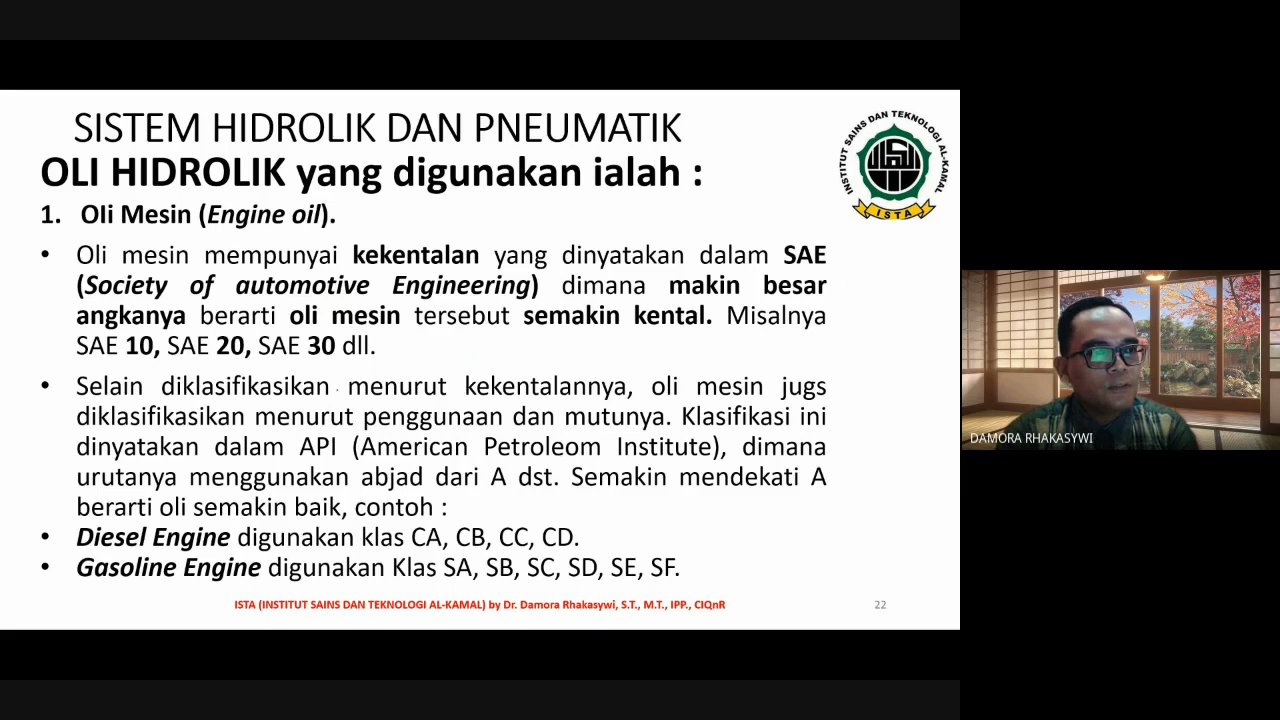 SISTEM HIDROLIK DAN PNEUMATIK
OLI HIDROLIK yang digunakan ialah :
1. Oli Mesin (Engine oil).
• Oli mesin mempunyai kekentalan yang dinyatakan dalam SAE
(Society of automotive Engineering) dimana makin besar
angkanya berarti oli mesin tersebut semakin kental. Misalnya
SAE 10, SAE 20, SAE 30 dll.
• Selain diklasifikasikan menurut kekentalannya, oli mesin jugs
diklasifikasikan menurut penggunaan dan mutunya. Klasifikasi ini
dinyatakan dalam API (American Petroleom Institute), dimana
urutanya menggunakan abjad dari A dst. Semakin mendekati A
berarti oli semakin baik, contoh :
• Diesel Engine digunakan klas CA, CB, CC, CD.
• Gasoline Engine digunakan Klas SA, SB, SC, SD, SE, SF.
ISTA (INSTITUT SAINS DAN TEKNOLOGI AL-KAMAL) by Dr. Damora Rhakasywi, S.T., M.T., IPP., CIQnR
22
INSTITUT SAINS DAN TEKNOLOGI AL-KAMAL
ISTA
DAMORA RHAKASYWI